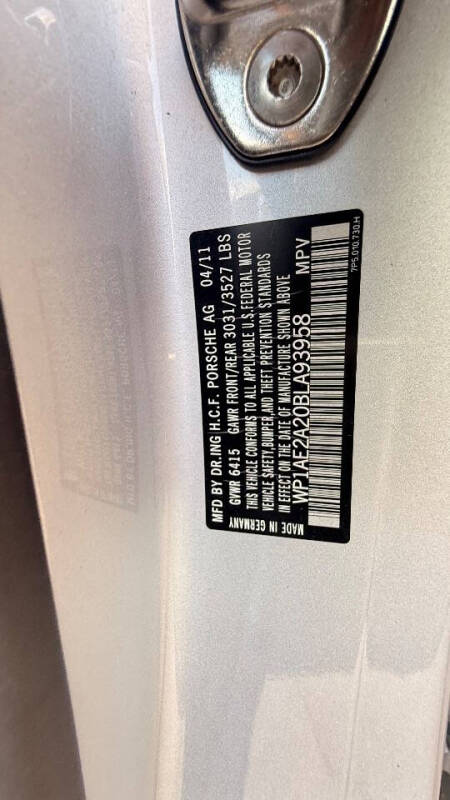 MFD BY DR.ING H.C.F. PORSCHE AG 04/11
GVWR 6415 GAWR FRONT/REAR 3031/3527 LBS
THIS VEHICLE CONFORMS TO ALL APPLICABLE U.S.FEDERAL MOTOR
VEHICLE SAFETY,BUMPER,AND THEFT PREVENTION STANDARDS
IN EFFECT ON THE DATE OF MANUFACTURE SHOWN ABOVE
WP1AF2A20BLA93958 MPV
MADE IN GERMANY
7P5.010.730.H